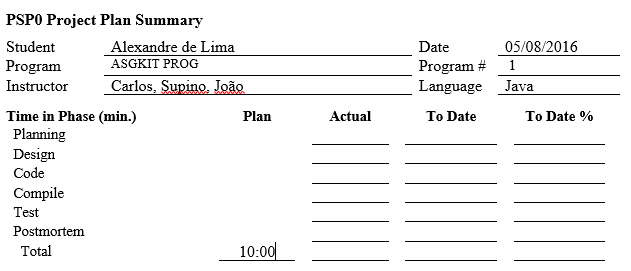 PSP0 Project Plan Summary
Student Alexandre de Lima Date 05/08/2016
Program ASGKIT PROG Program # 1
Instructor Carlos, Supino, João Language Java
Time in Phase (min.) Plan Actual To Date To Date %
Planning
Design
Code
Compile
Test
Postmortem
Total 10:00